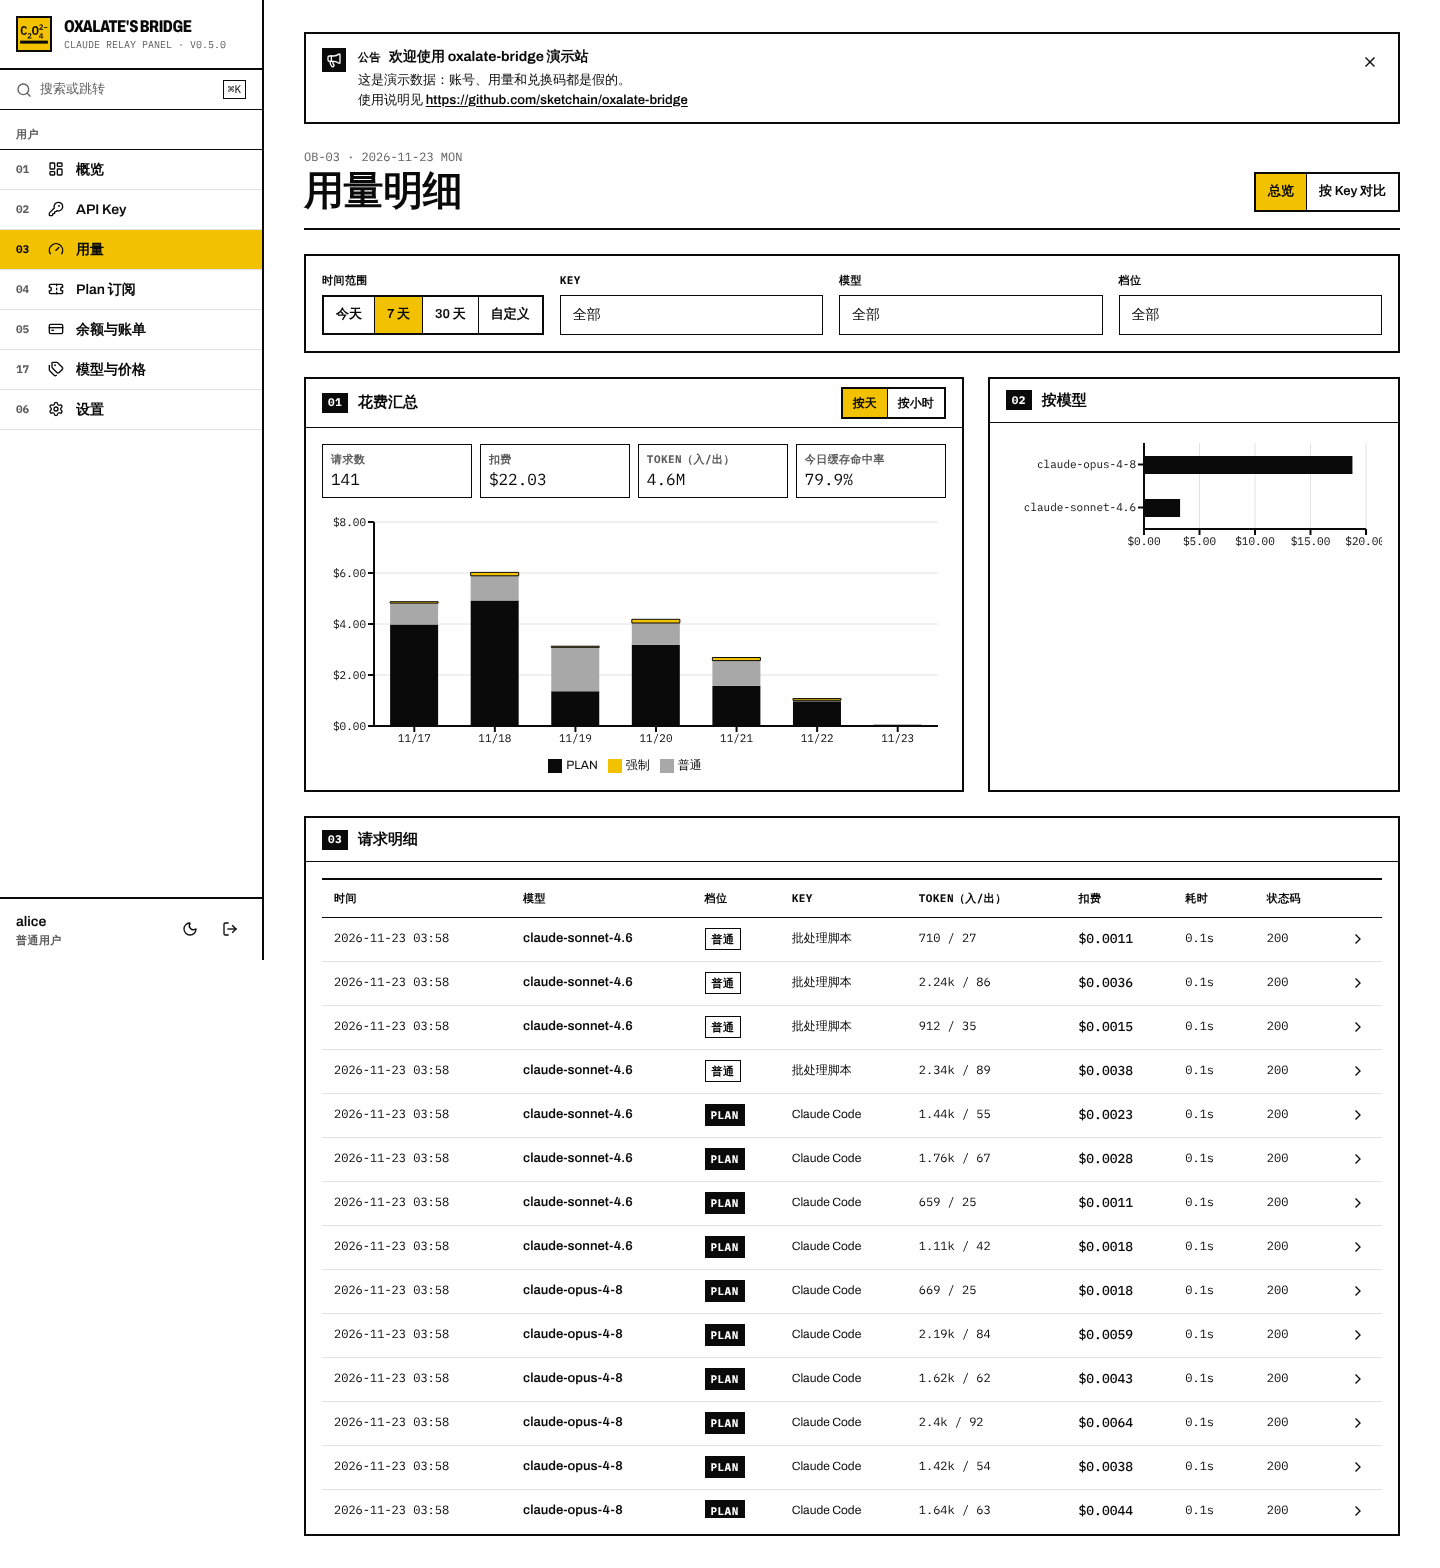 C₂O₄²⁻
OXALATE'S BRIDGE
CLAUDE RELAY PANEL · V0.5.0
搜索或跳转 ⌘K
用户
01 概览
02 API Key
03 用量
04 Plan 订阅
05 余额与账单
17 模型与价格
06 设置
alice
普通用户
公告 欢迎使用 oxalate-bridge 演示站
这是演示数据：账号、用量和兑换码都是假的。
使用说明见 https://github.com/sketchain/oxalate-bridge
OB-03 · 2026-11-23 MON
用量明细
总览 按 Key 对比
时间范围 KEY 模型 档位
今天 7 天 30 天 自定义 全部 全部 全部
01 花费汇总 按天 按小时
请求数 扣费 TOKEN（入/出） 今日缓存命中率
141 $22.03 4.6M 79.9%
$8.00
$6.00
$4.00
$2.00
$0.00
11/17 11/18 11/19 11/20 11/21 11/22 11/23
PLAN 强制 普通
02 按模型
claude-opus-4-8
claude-sonnet-4.6
$0.00 $5.00 $10.00 $15.00 $20.00
03 请求明细
时间 模型 档位 KEY TOKEN（入/出） 扣费 耗时 状态码
2026-11-23 03:58 claude-sonnet-4.6 普通 批处理脚本 710 / 27 $0.0011 0.1s 200
2026-11-23 03:58 claude-sonnet-4.6 普通 批处理脚本 2.24k / 86 $0.0036 0.1s 200
2026-11-23 03:58 claude-sonnet-4.6 普通 批处理脚本 912 / 35 $0.0015 0.1s 200
2026-11-23 03:58 claude-sonnet-4.6 普通 批处理脚本 2.34k / 89 $0.0038 0.1s 200
2026-11-23 03:58 claude-sonnet-4.6 PLAN Claude Code 1.44k / 55 $0.0023 0.1s 200
2026-11-23 03:58 claude-sonnet-4.6 PLAN Claude Code 1.76k / 67 $0.0028 0.1s 200
2026-11-23 03:58 claude-sonnet-4.6 PLAN Claude Code 659 / 25 $0.0011 0.1s 200
2026-11-23 03:58 claude-sonnet-4.6 PLAN Claude Code 1.11k / 42 $0.0018 0.1s 200
2026-11-23 03:58 claude-opus-4-8 PLAN Claude Code 669 / 25 $0.0018 0.1s 200
2026-11-23 03:58 claude-opus-4-8 PLAN Claude Code 2.19k / 84 $0.0059 0.1s 200
2026-11-23 03:58 claude-opus-4-8 PLAN Claude Code 1.62k / 62 $0.0043 0.1s 200
2026-11-23 03:58 claude-opus-4-8 PLAN Claude Code 2.4k / 92 $0.0064 0.1s 200
2026-11-23 03:58 claude-opus-4-8 PLAN Claude Code 1.42k / 54 $0.0038 0.1s 200
2026-11-23 03:58 claude-opus-4-8 PLAN Claude Code 1.64k / 63 $0.0044 0.1s 200